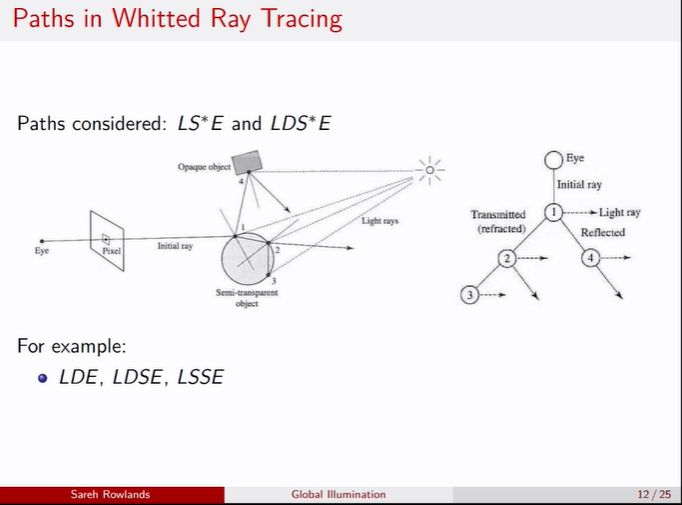 Paths in Whitted Ray Tracing
Paths considered: LS*E and LDS*E
Opaque object
4
1
2
3
Light rays
Eye
Pixel
Initial ray
Semi-transparent
object
Eye
Initial ray
1
Light ray
Transmitted
(refracted)
Reflected
2
4
3
For example:
LDE, LDSE, LSSE
Sareh Rowlands
Global Illumination
12 / 25